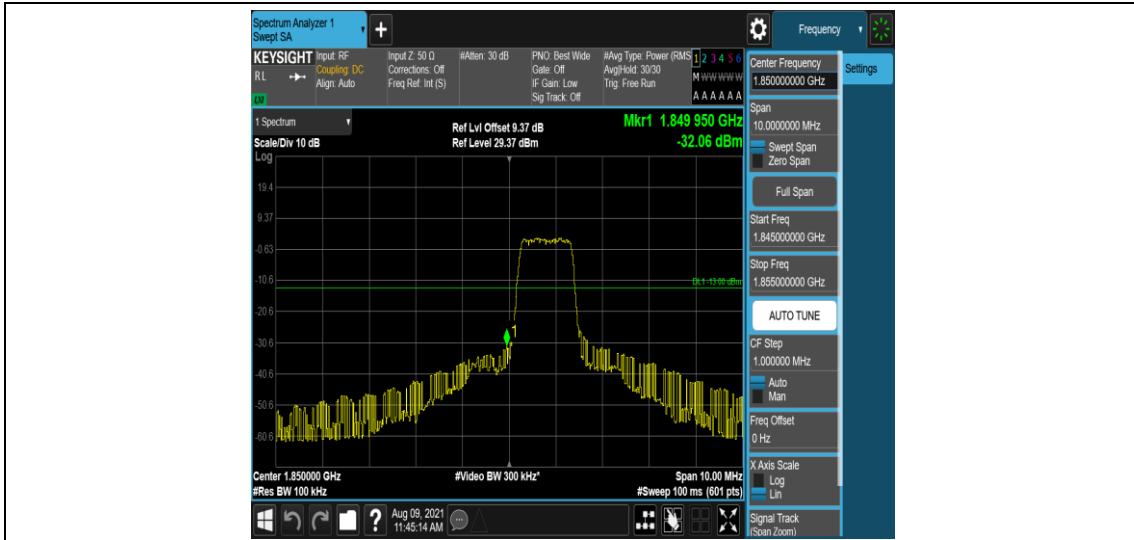 Spectrum Analyzer 1
Swept SA
+
Frequency
KEYSIGHT
RL
LXI
Input: RF
Coupling: DC
Align: Auto
Input Z: 50 Ω
Corrections: Off
Freq Ref: Int (S)
#Atten: 30 dB
PNO: Best Wide
Gate: Off
IF Gain: Low
Sig Track: Off
#Avg Type: Power (RMS
Avg|Hold: 30/30
Trig: Free Run
1 2 3 4 5 6
M W W W W W
A A A A A A
1 Spectrum
Scale/Div 10 dB
Log
Ref Lvl Offset 9.37 dB
Ref Level 29.37 dBm
Mkr1 1.849 950 GHz
-32.06 dBm
19.4
9.37
-0.63
-10.6
DL1 -13.00 dBm
-20.6
1
-30.6
-40.6
-50.6
-60.6
Center 1.850000 GHz
#Res BW 100 kHz
#Video BW 300 kHz*
Span 10.00 MHz
#Sweep 100 ms (601 pts)
Center Frequency
1.850000000 GHz
Settings
Span
10.0000000 MHz
Swept Span
Zero Span
Full Span
Start Freq
1.845000000 GHz
Stop Freq
1.855000000 GHz
AUTO TUNE
CF Step
1.000000 MHz
Auto
Man
Freq Offset
0 Hz
X Axis Scale
Log
Lin
Signal Track
(Span Zoom)
?
Aug 09, 2021
11:45:14 AM